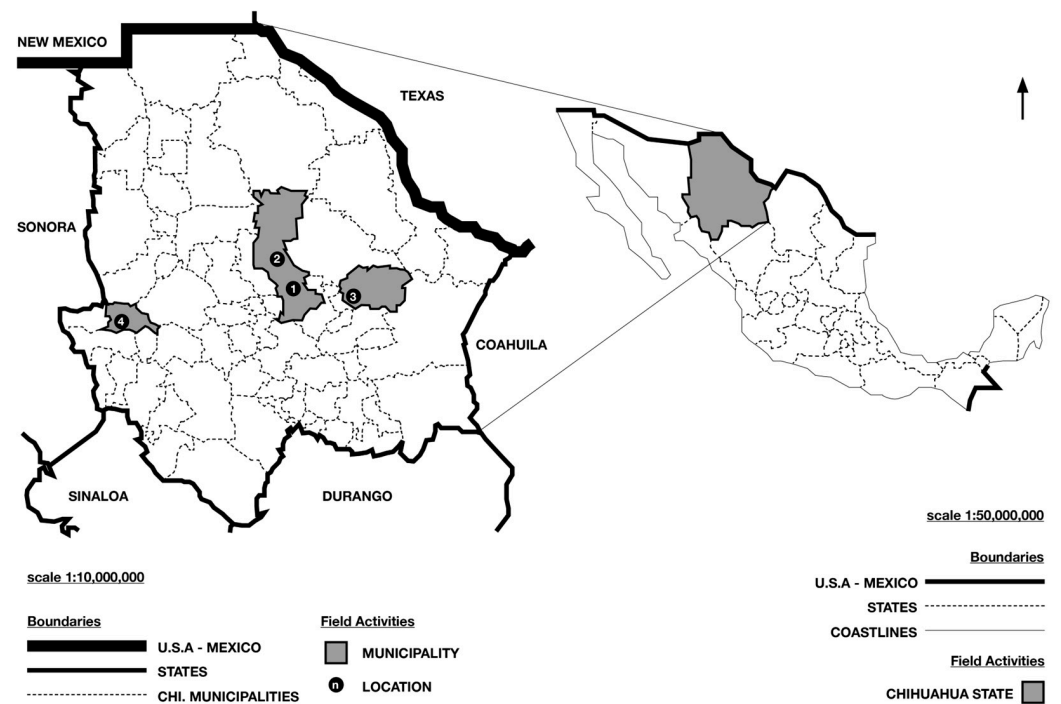 NEW MEXICO
TEXAS
SONORA
2
1
3
4
COAHUILA
SINALOA
DURANGO
scale 1:10,000,000
Boundaries
U.S.A - MEXICO
STATES
CHI. MUNICIPALITIES
Field Activities
MUNICIPALITY
n LOCATION
scale 1:50,000,000
Boundaries
U.S.A - MEXICO
STATES
COASTLINES
Field Activities
CHIHUAHUA STATE